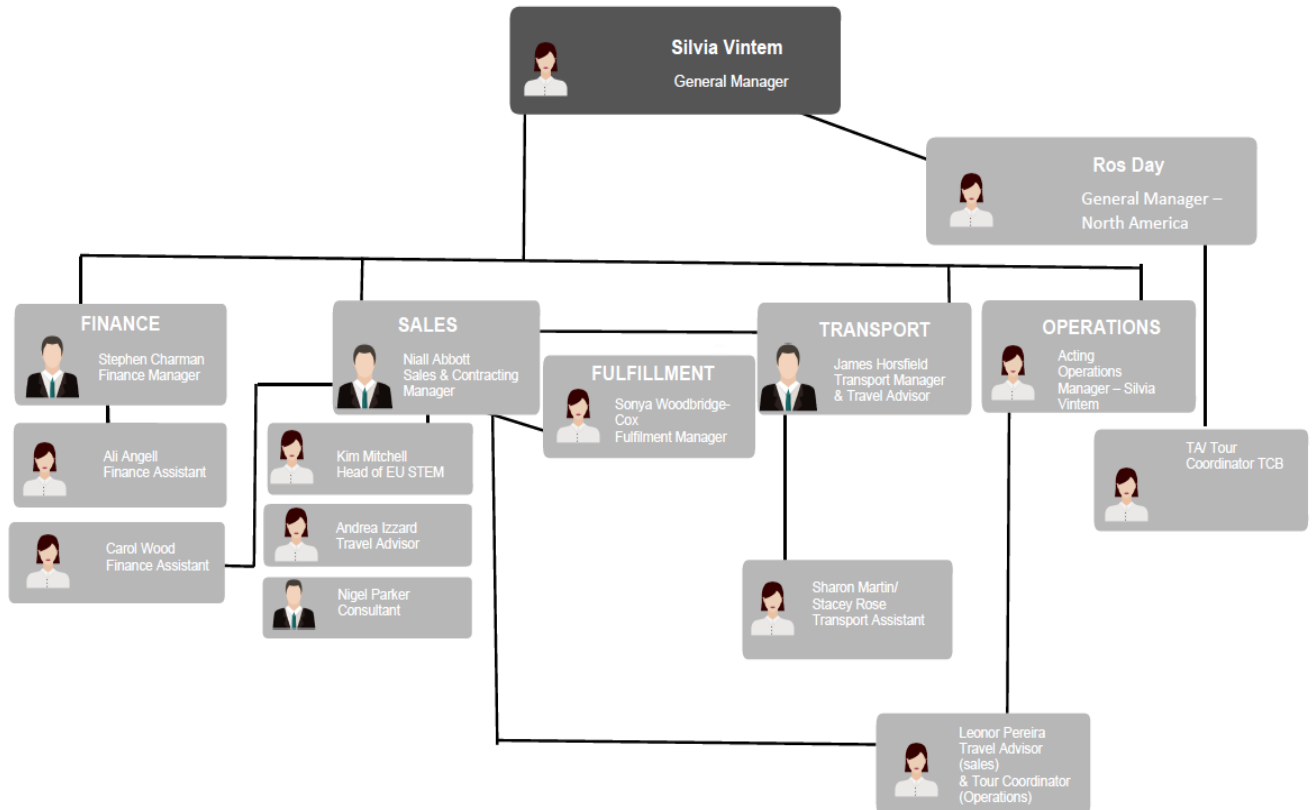 Silvia Vintem
General Manager
Ros Day
General Manager –
North America
FINANCE
Stephen Charman
Finance Manager
SALES
Niall Abbott
Sales & Contracting
Manager
FULFILLMENT
Sonya Woodbridge-
Cox
Fulfilment Manager
TRANSPORT
James Horsfield
Transport Manager
& Travel Advisor
OPERATIONS
Acting
Operations
Manager – Silvia
Vintem
Ali Angell
Finance Assistant
Kim Mitchell
Head of EU STEM
TA/ Tour
Coordinator TCB
Carol Wood
Finance Assistant
Andrea Izzard
Travel Advisor
Nigel Parker
Consultant
Sharon Martin/
Stacey Rose
Transport Assistant
Leonor Pereira
Travel Advisor
(sales)
& Tour Coordinator
(Operations)